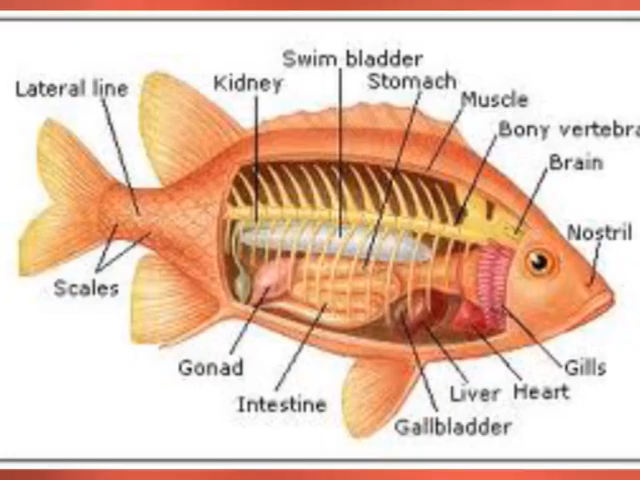 Swim bladder
Lateral line
Kidney
Stomach
Muscle
Bony vertebra
Brain
Nostril
Scales
Gonad
Intestine
Gallbladder
Liver
Heart
Gills